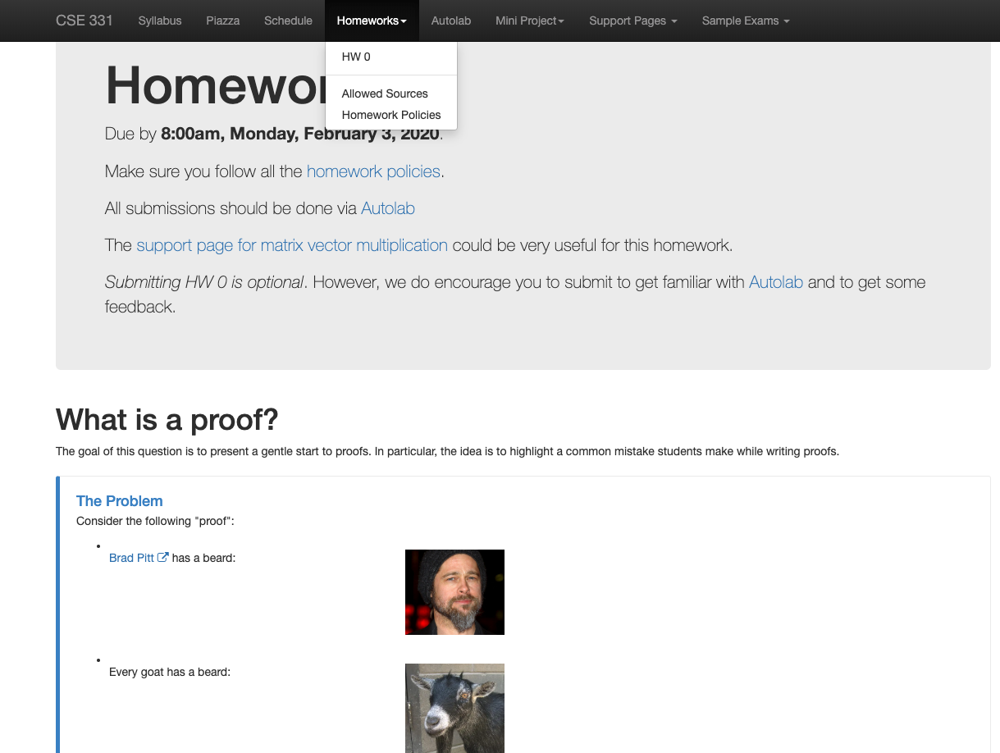 CSE 331 Syllabus Piazza Schedule Homeworks Autolab Mini Project Support Pages Sample Exams
HW 0
Allowed Sources
Homework Policies
Due by 8:00am, Monday, February 3, 2020.
Make sure you follow all the homework policies.
All submissions should be done via Autolab
The support page for matrix vector multiplication could be very useful for this homework.
Submitting HW 0 is optional. However, we do encourage you to submit to get familiar with Autolab and to get some
feedback.
What is a proof?
The goal of this question is to present a gentle start to proofs. In particular, the idea is to highlight a common mistake students make while writing proofs.
The Problem
Consider the following "proof":
Brad Pitt has a beard:
Every goat has a beard: